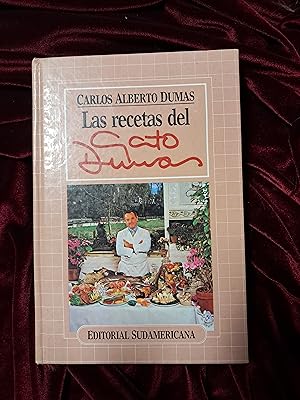 CARLOS ALBERTO DUMAS
Las recetas del
Gato
Dumas
EDITORIAL SUDAMERICANA